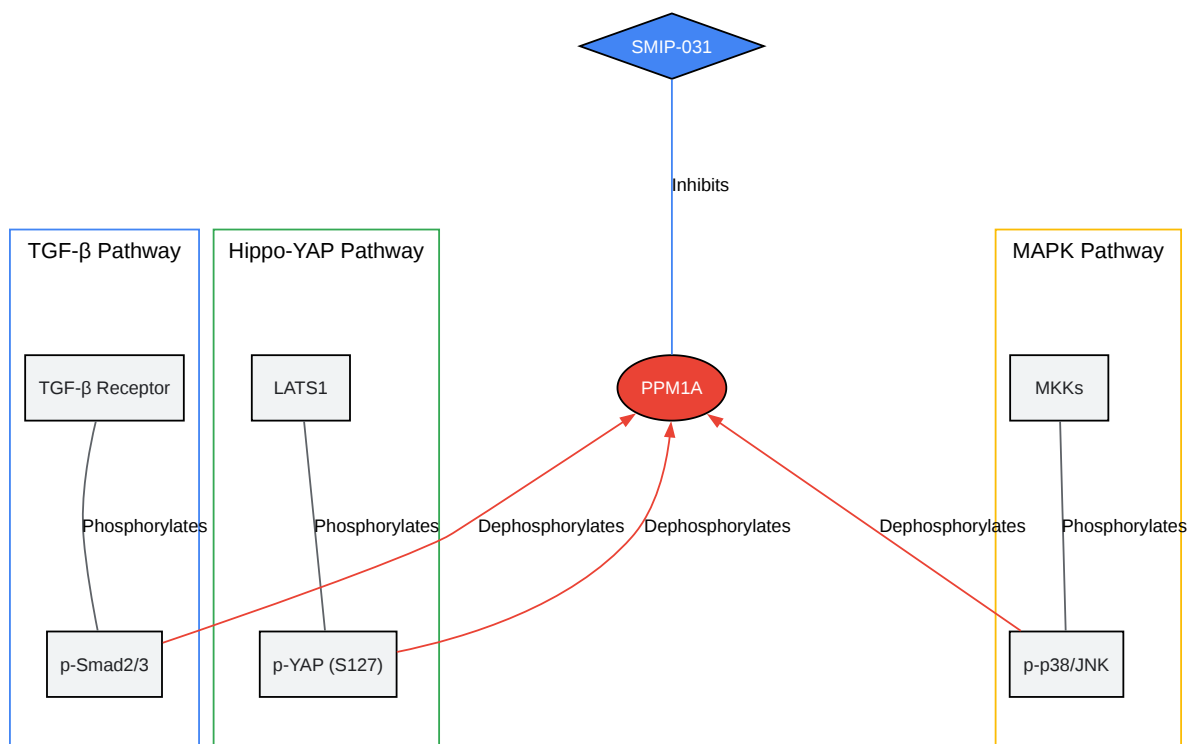 SMIP-031
Inhibits
TGF-β Pathway
Hippo-YAP Pathway
MAPK Pathway
TGF-β Receptor
LATS1
PPM1A
MKKs
Phosphorylates
Phosphorylates
Dephosphorylates
Dephosphorylates
Dephosphorylates
Phosphorylates
p-Smad2/3
p-YAP (S127)
p-p38/JNK